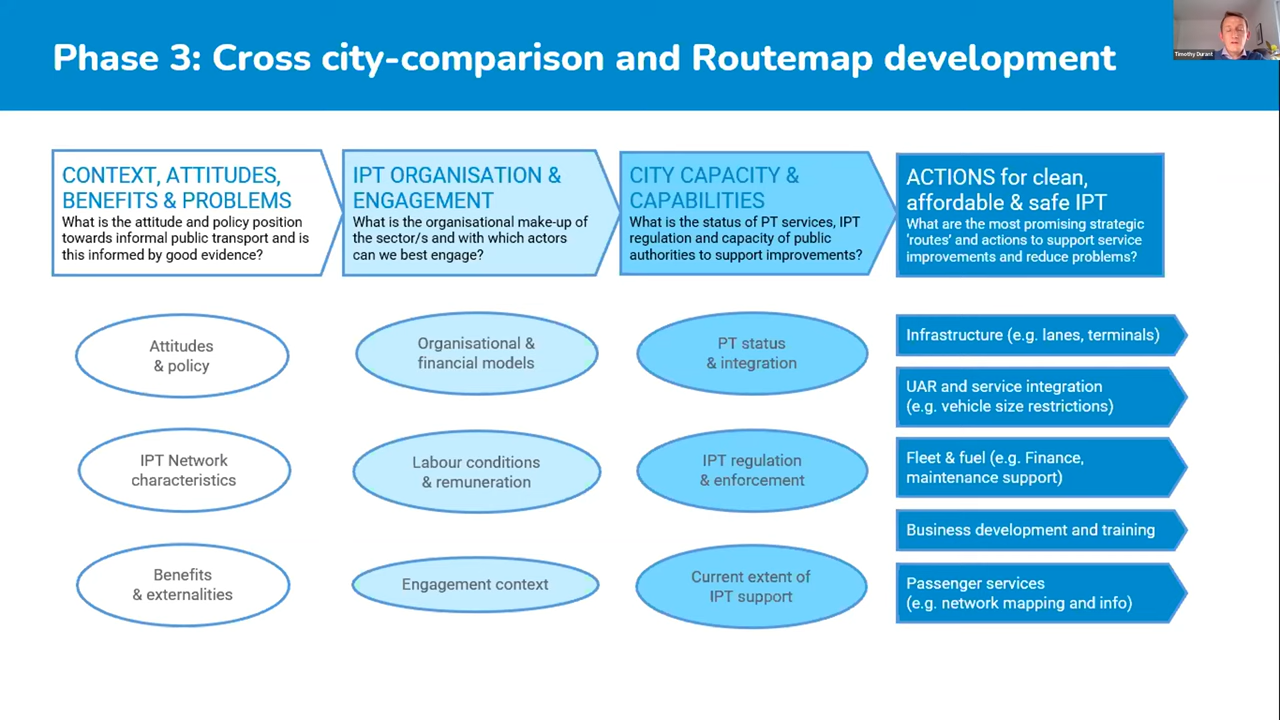 Phase 3: Cross city-comparison and Routemap development
Timothy Durant
CONTEXT, ATTITUDES,
BENEFITS & PROBLEMS
What is the attitude and policy position
towards informal public transport and is
this informed by good evidence?
IPT ORGANISATION &
ENGAGEMENT
What is the organisational make-up of
the sector/s and with which actors
can we best engage?
CITY CAPACITY &
CAPABILITIES
What is the status of PT services, IPT
regulation and capacity of public
authorities to support improvements?
ACTIONS for clean,
affordable & safe IPT
What are the most promising strategic
'routes' and actions to support service
improvements and reduce problems?
Attitudes
& policy
IPT Network
characteristics
Benefits
& externalities
Organisational &
financial models
Labour conditions
& remuneration
Engagement context
PT status
& integration
IPT regulation
& enforcement
Current extent of
IPT support
Infrastructure (e.g. lanes, terminals)
UAR and service integration
(e.g. vehicle size restrictions)
Fleet & fuel (e.g. Finance,
maintenance support)
Business development and training
Passenger services
(e.g. network mapping and info)